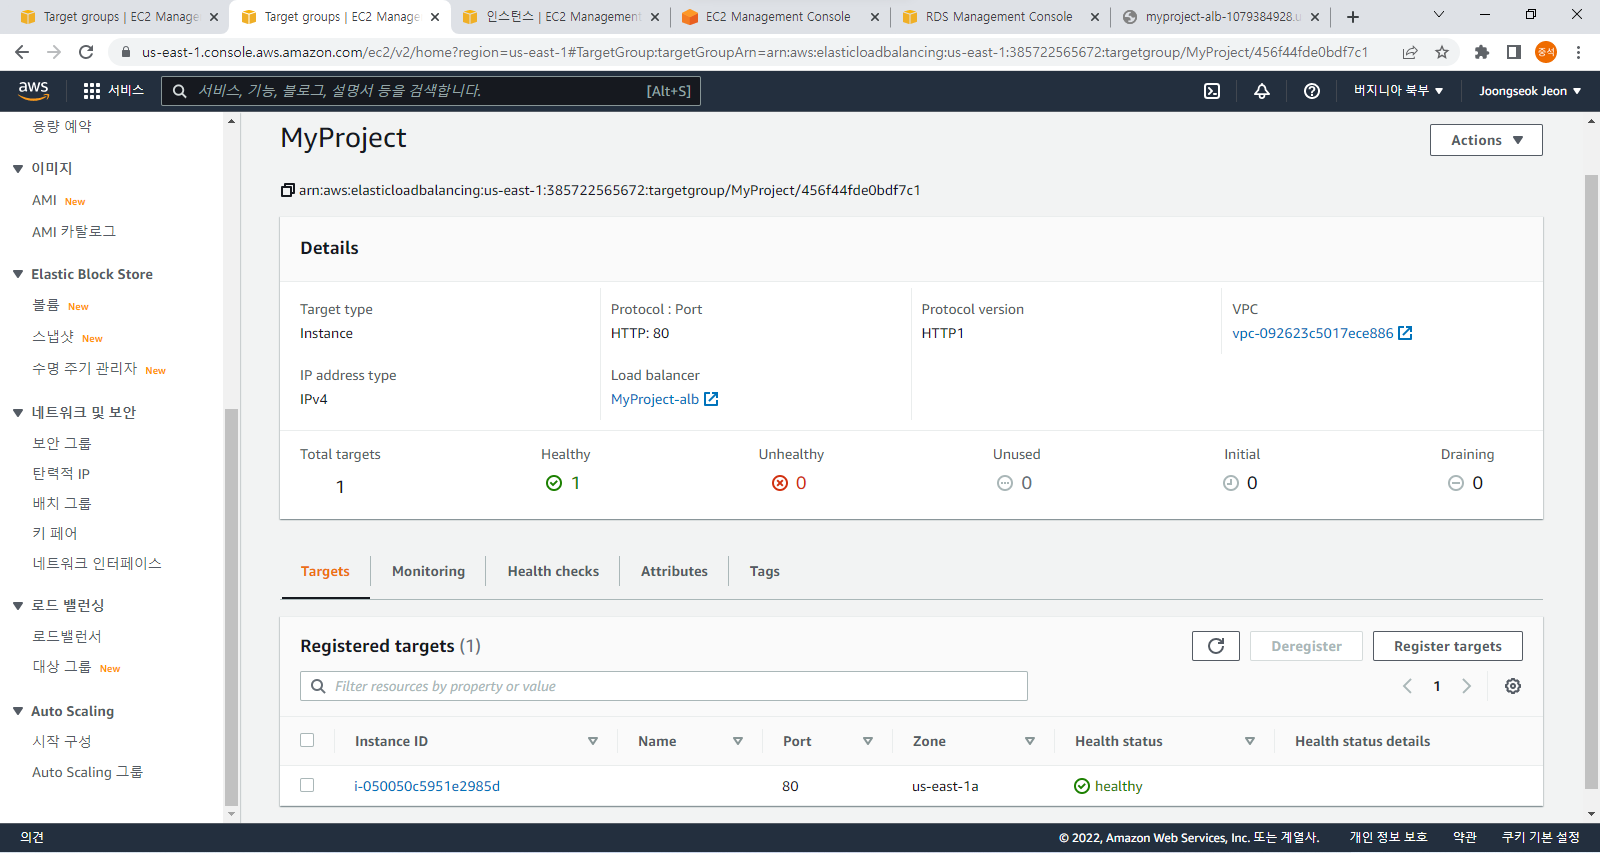 Target groups | EC2 Manage
Target groups | EC2 Manage
인스턴스 | EC2 Management
EC2 Management Console
RDS Management Console
myproject-alb-1079384928.u
us-east-1.console.aws.amazon.com/ec2/v2/home?region=us-east-1#TargetGroup:targetGroupArn=arn:aws:elasticloadbalancing:us-east-1:385722565672:targetgroup/MyProject/456f44fde0bdf7c1
중석
aws
서비스
서비스, 기능, 블로그, 설명서 등을 검색합니다.
[Alt+S]
버지니아 북부
Joongseok Jeon
용량 예약
이미지
AMI New
AMI 카탈로그
Elastic Block Store
볼륨 New
스냅샷 New
수명 주기 관리자 New
네트워크 및 보안
보안 그룹
탄력적 IP
배치 그룹
키 페어
네트워크 인터페이스
로드 밸런싱
로드밸런서
대상 그룹 New
Auto Scaling
시작 구성
Auto Scaling 그룹
MyProject
Actions
arn:aws:elasticloadbalancing:us-east-1:385722565672:targetgroup/MyProject/456f44fde0bdf7c1
Details
Target type
Instance
Protocol : Port
HTTP: 80
Protocol version
HTTP1
VPC
vpc-092623c5017ece886
IP address type
IPv4
Load balancer
MyProject-alb
Total targets
1
Healthy
1
Unhealthy
0
Unused
0
Initial
0
Draining
0
Targets
Monitoring
Health checks
Attributes
Tags
Registered targets (1)
Deregister
Register targets
Filter resources by property or value
1
Instance ID
Name
Port
Zone
Health status
Health status details
i-050050c5951e2985d
80
us-east-1a
healthy
의견
© 2022, Amazon Web Services, Inc. 또는 계열사.
개인 정보 보호
약관
쿠키 기본 설정